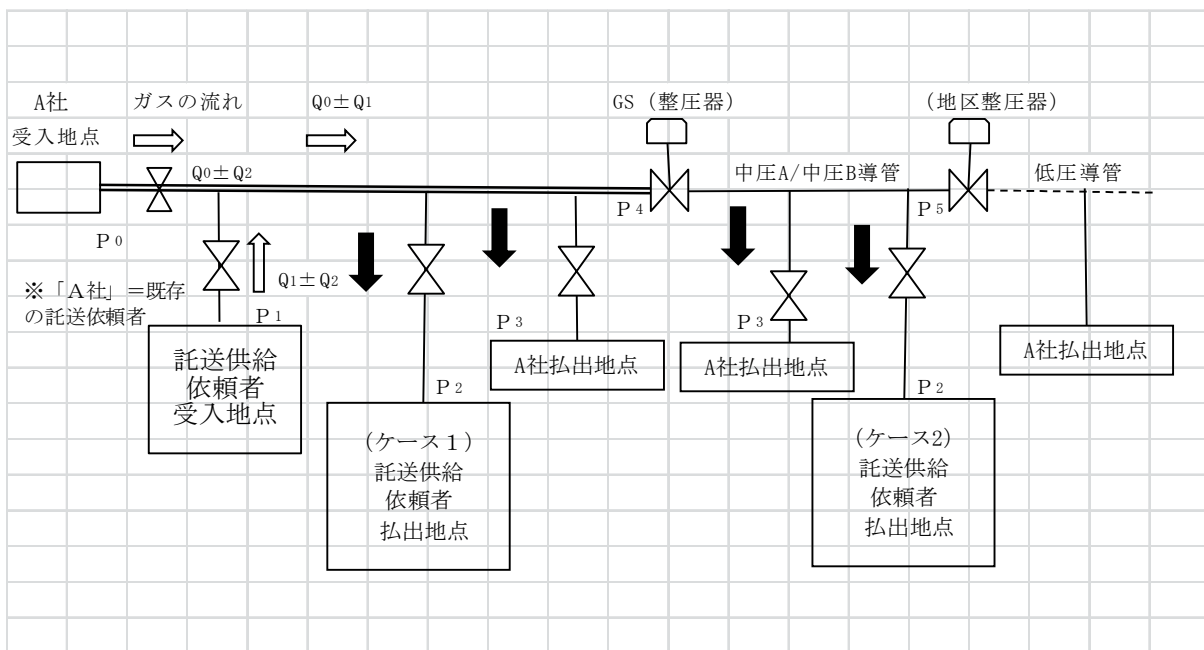 A社
受入地点
ガスの流れ
Q0±Q1
GS（整圧器）
（地区整圧器）
Q0±Q2
中圧A/中圧B導管
低圧導管
P0
P4
P5
Q1±Q2
※「A社」＝既存
の託送依頼者
P1
P3
P3
託送供給
依頼者
受入地点
A社払出地点
A社払出地点
A社払出地点
P2
P2
（ケース１）
託送供給
依頼者
払出地点
（ケース2）
託送供給
依頼者
払出地点